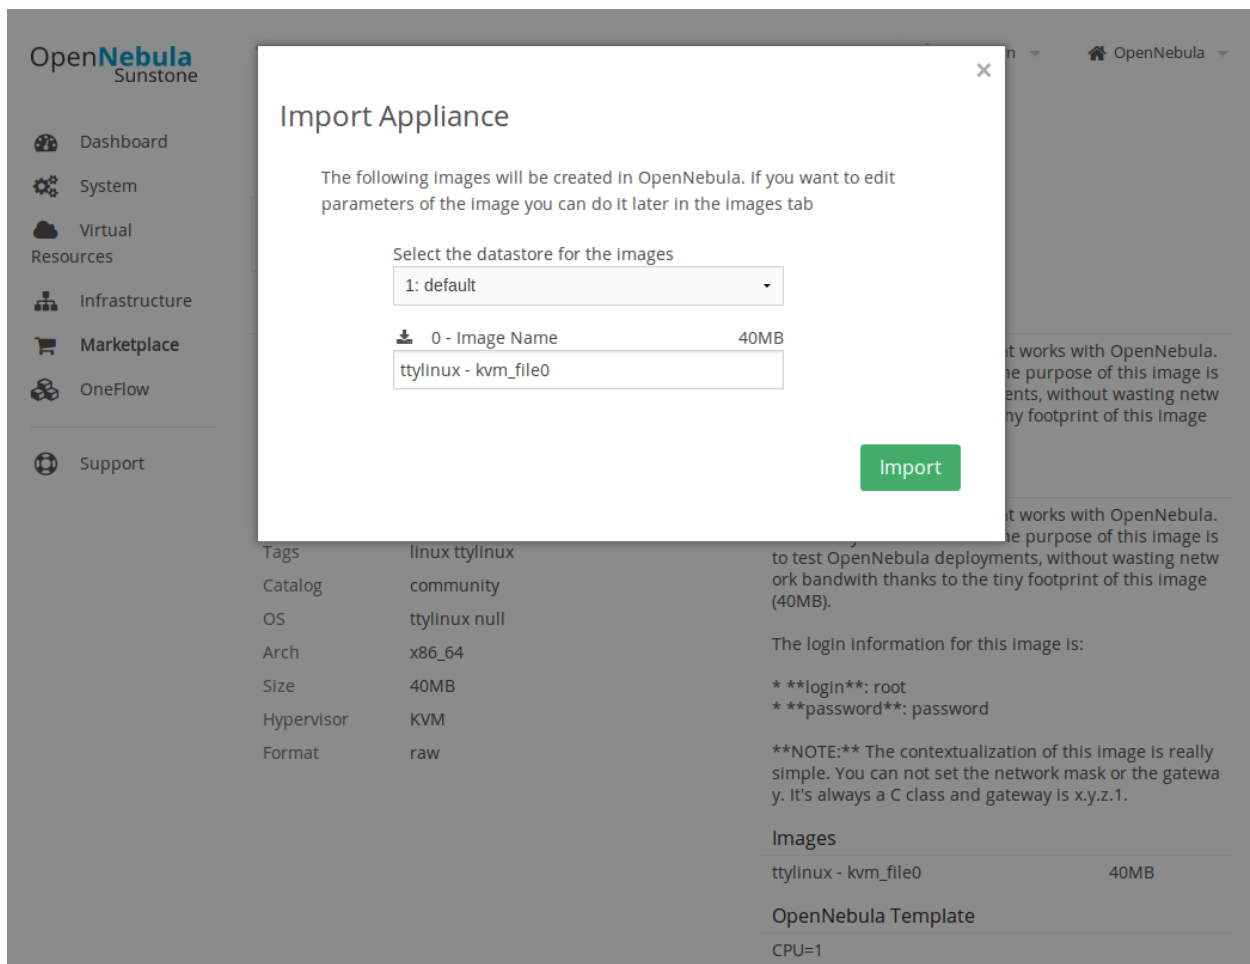 OpenNebula
Sunstone
OpenNebula
Dashboard
System
Virtual
Resources
Infrastructure
Marketplace
OneFlow
Support
×
Import Appliance
The following images will be created in OpenNebula. If you want to edit
parameters of the image you can do it later in the images tab
Select the datastore for the images
1: default
0 - Image Name 40MB
ttylinux - kvm_file0
Import
works with OpenNebula.
purpose of this image is
without wasting netw
footprint of this image
works with OpenNebula.
purpose of this image is
to test OpenNebula deployments, without wasting netw
ork bandwith thanks to the tiny footprint of this image
(40MB).
The login information for this image is:
* **login**: root
* **password**: password
**NOTE:** The contextualization of this image is really
simple. You can not set the network mask or the gatewa
y. It's always a C class and gateway is x.y.z.1.
Images
ttylinux - kvm_file0 40MB
OpenNebula Template
CPU=1
Tags linux ttylinux
Catalog community
OS ttylinux null
Arch x86_64
Size 40MB
Hypervisor KVM
Format raw